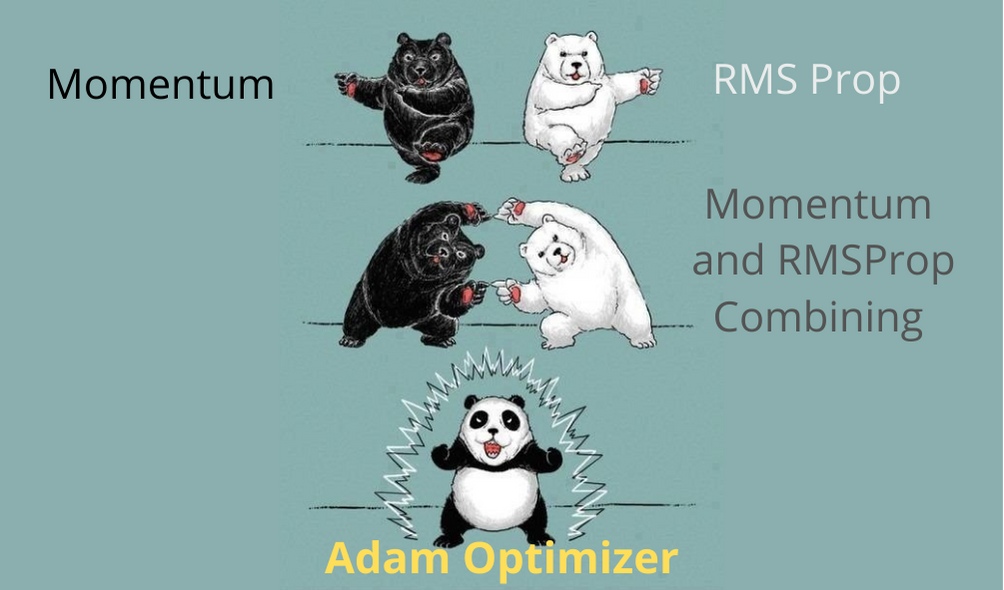 Momentum
RMS Prop
Momentum
and RMSProp
Combining
Adam Optimizer